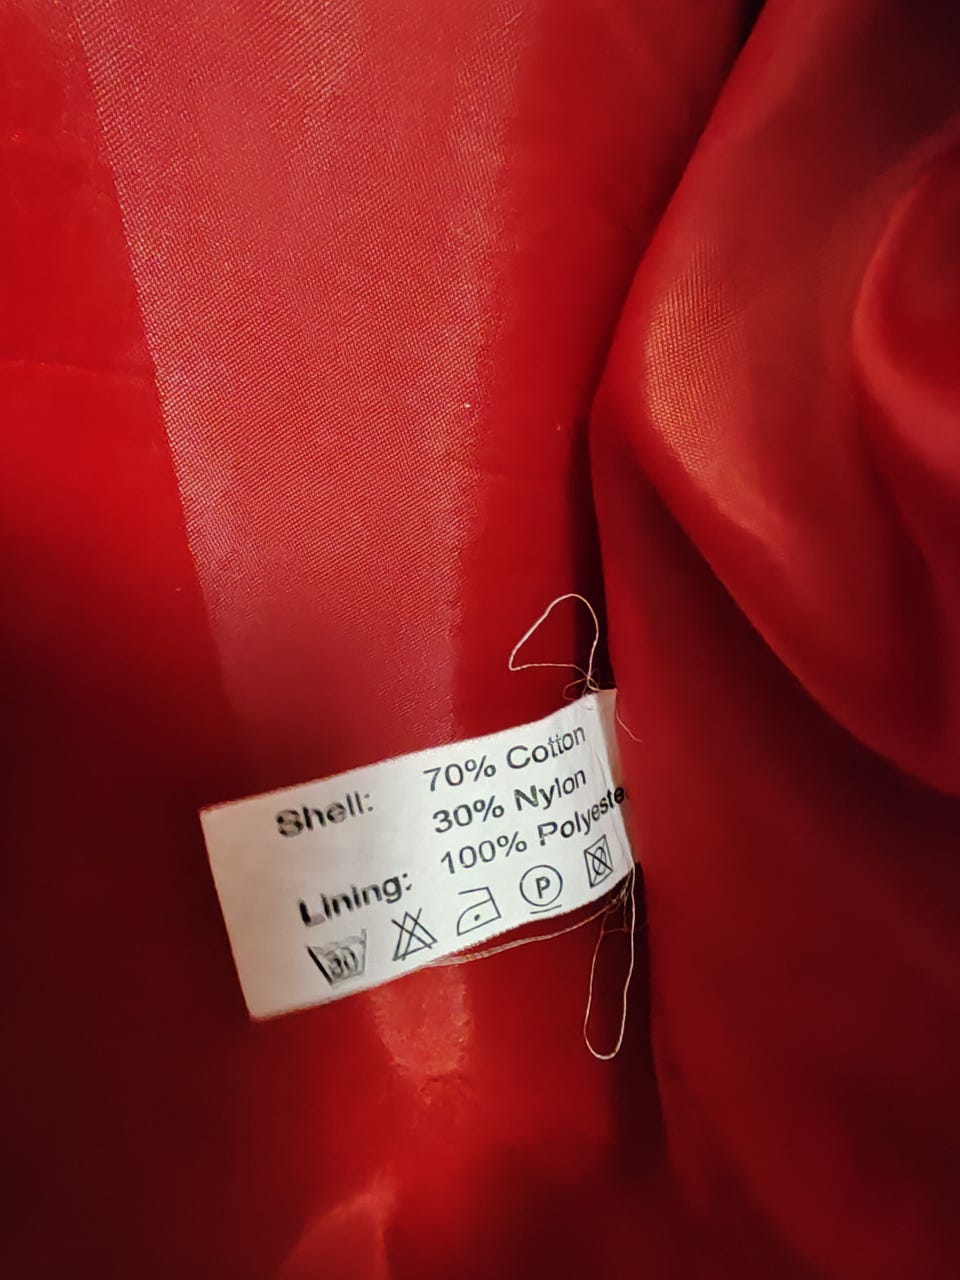 Shell: 70% Cotton
30% Nylon
Lining: 100% Polyeste
30 P